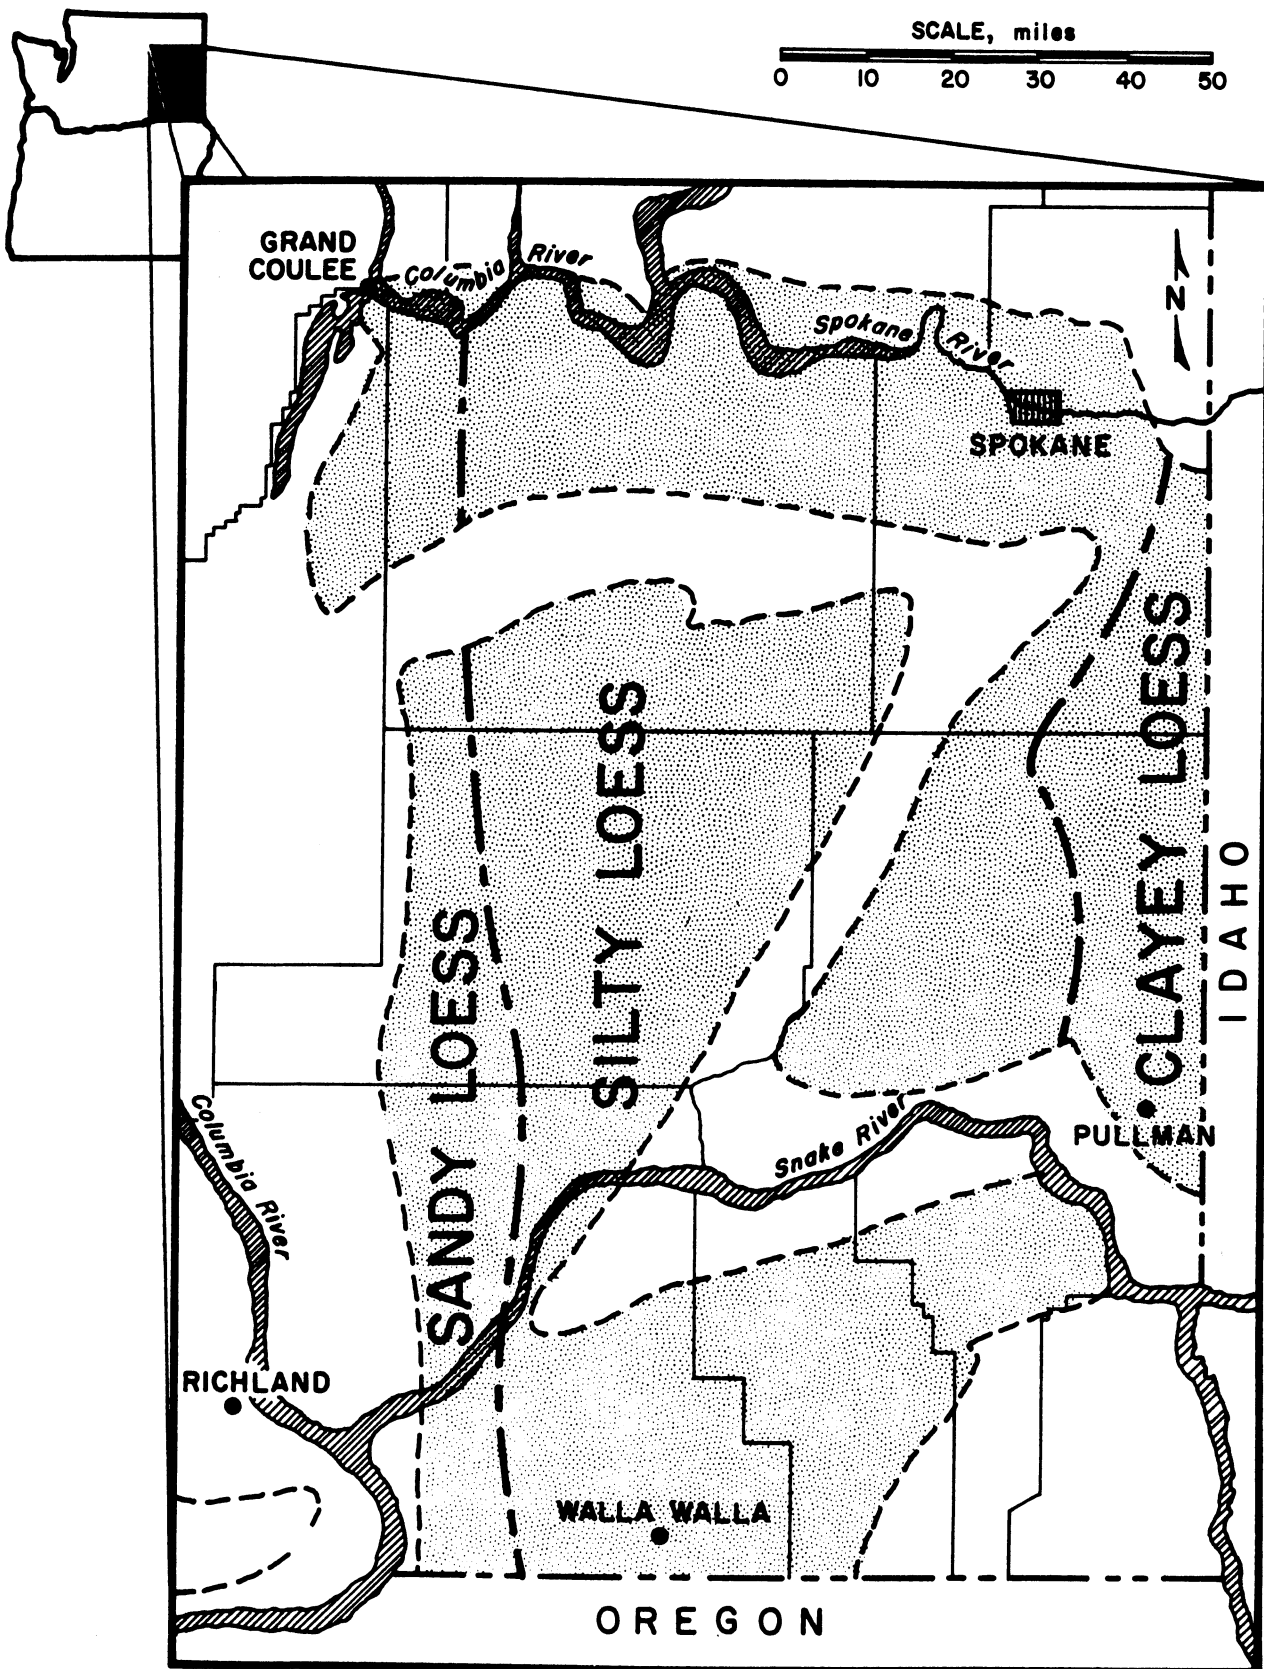 SCALE, miles
0 10 20 30 40 50
GRAND
COULEE
Columbia River
Spokane River
N
SPOKANE
SANDY LOESS
SILTY LOESS
CLAYEY LOESS
IDAHO
Columbia River
Snake River
PULLMAN
RICHLAND
WALLA WALLA
OREGON